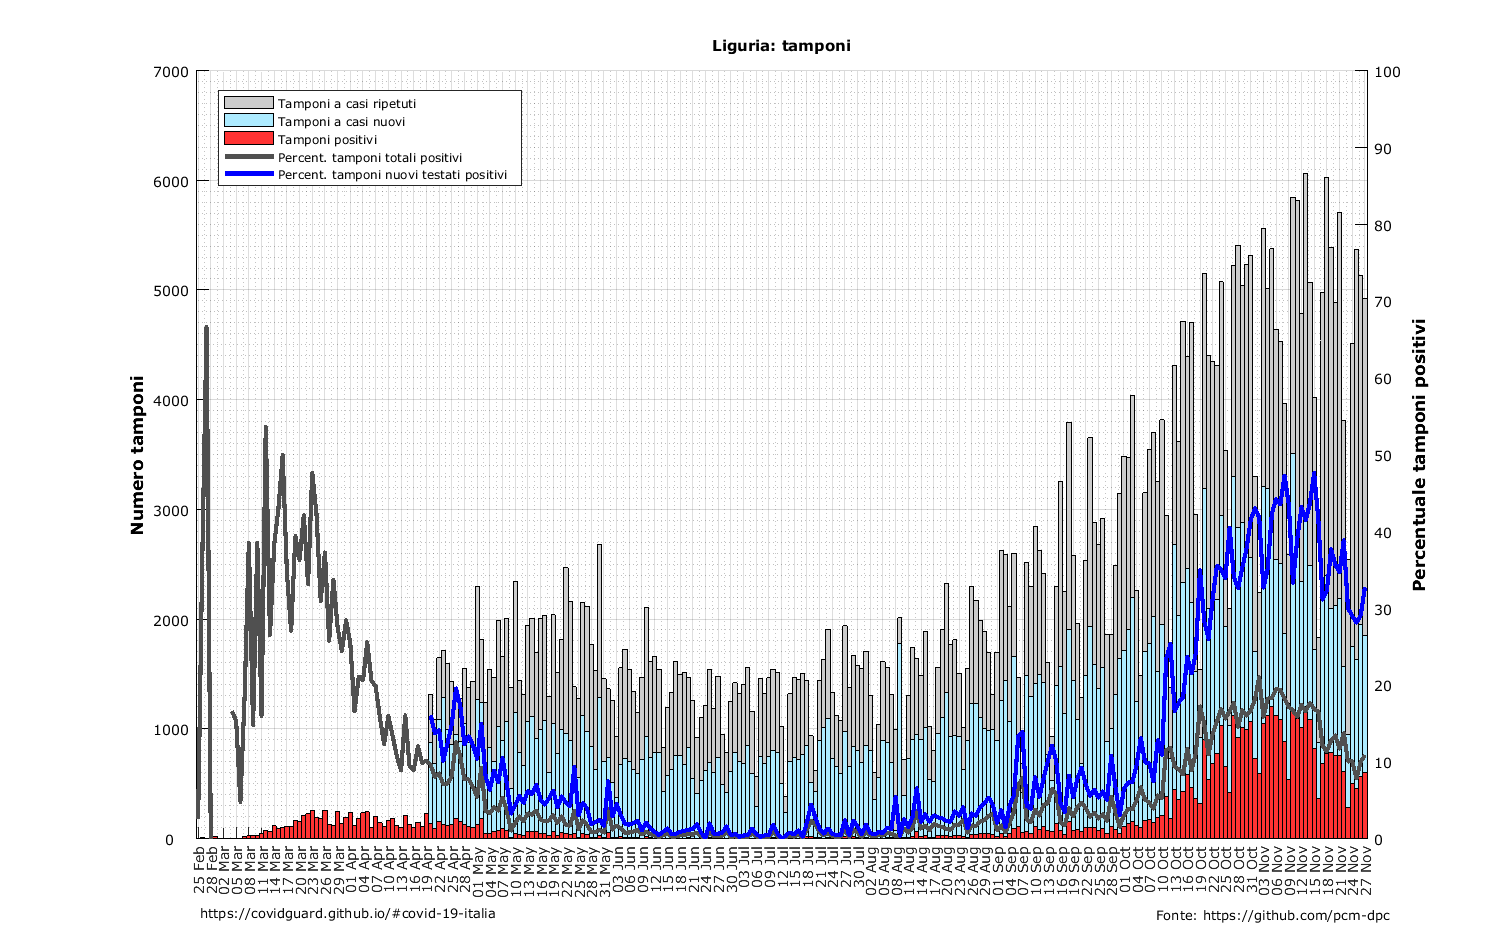 Liguria: tamponi
7000
6000
5000
4000
3000
2000
1000
0
Numero tamponi
Tamponi a casi ripetuti
Tamponi a casi nuovi
Tamponi positivi
Percent. tamponi totali positivi
Percent. tamponi nuovi testati positivi
100
90
80
70
60
50
40
30
20
10
0
Percentuale tamponi positivi
25 Feb
28 Feb
02 Mar
05 Mar
08 Mar
11 Mar
14 Mar
17 Mar
20 Mar
23 Mar
26 Mar
29 Mar
01 Apr
04 Apr
07 Apr
10 Apr
13 Apr
16 Apr
19 Apr
22 Apr
25 Apr
28 Apr
01 May
04 May
07 May
10 May
13 May
16 May
19 May
22 May
25 May
28 May
31 May
03 Jun
06 Jun
09 Jun
12 Jun
15 Jun
18 Jun
21 Jun
24 Jun
27 Jun
30 Jun
03 Jul
06 Jul
09 Jul
12 Jul
15 Jul
18 Jul
21 Jul
24 Jul
27 Jul
30 Jul
02 Aug
05 Aug
08 Aug
11 Aug
14 Aug
17 Aug
20 Aug
23 Aug
26 Aug
29 Aug
01 Sep
04 Sep
07 Sep
10 Sep
13 Sep
16 Sep
19 Sep
22 Sep
25 Sep
28 Sep
01 Oct
04 Oct
07 Oct
10 Oct
13 Oct
16 Oct
19 Oct
22 Oct
25 Oct
28 Oct
31 Oct
03 Nov
06 Nov
09 Nov
12 Nov
15 Nov
18 Nov
21 Nov
24 Nov
27 Nov
https://covidguard.github.io/#covid-19-italia
Fonte: https://github.com/pcm-dpc